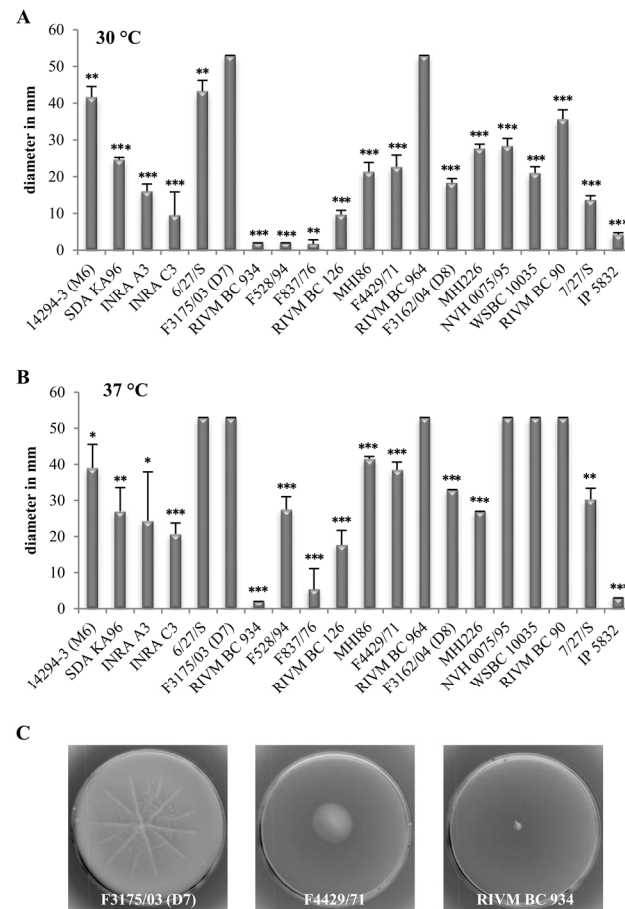 A
30 °C
diameter in mm
60
50
40
30
20
10
0
**
***
***
***
**
***
***
**
***
***
***
***
***
***
***
***
***
***
14294-3 (M6)
SDA KA96
INRA A3
INRA C3
6/27/S
F3175/03 (D7)
RIVM BC 934
F528/94
F837/76
RIVM BC 126
MHI86
F4429/71
RIVM BC 964
F3162/04 (D8)
MHI226
NVH 0075/95
WSBC 10035
RIVM BC 90
7/27/S
IP 5832
B
37 °C
diameter in mm
60
50
40
30
20
10
0
*
**
*
***
***
***
***
***
***
***
***
***
**
***
14294-3 (M6)
SDA KA96
INRA A3
INRA C3
6/27/S
F3175/03 (D7)
RIVM BC 934
F528/94
F837/76
RIVM BC 126
MHI86
F4429/71
RIVM BC 964
F3162/04 (D8)
MHI226
NVH 0075/95
WSBC 10035
RIVM BC 90
7/27/S
IP 5832
C
F3175/03 (D7)
F4429/71
RIVM BC 934